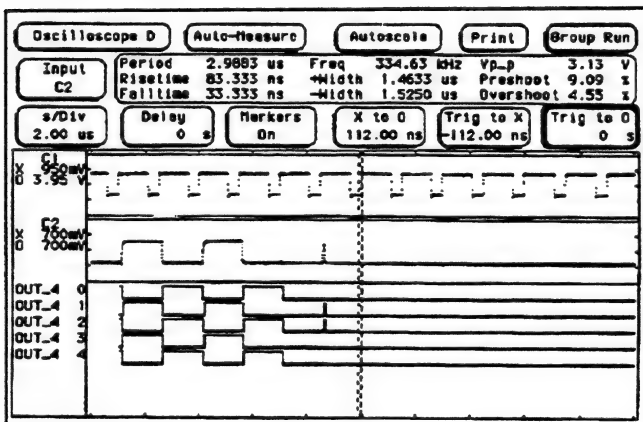 Oscilloscope D Auto-Measure Autoscale Print Group Run
Input C2
Period 2.9883 us Freq 334.63 kHz Vp_p 3.13 V
Risetime 83.333 ns +Width 1.4633 us Preshoot 9.09 %
Falltime 33.333 ns -Width 1.5250 us Overshoot 4.55 %
s/Div 2.00 us
Delay 0 s
Markers On
X to O 112.00 ns
Trig to X -112.00 ns
Trig to O 0 s
C1
X 950mV
O 3.95 V
C2
X 700mV
O 700mV
OUT_4 0
OUT_4 1
OUT_4 2
OUT_4 3
OUT_4 4